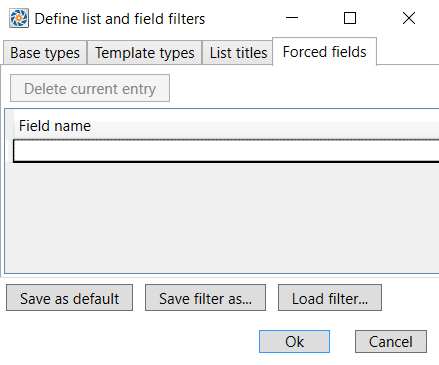 Define list and field filters
Base types Template types List titles Forced fields
Delete current entry
Field name
Save as default Save filter as... Load filter...
Ok Cancel